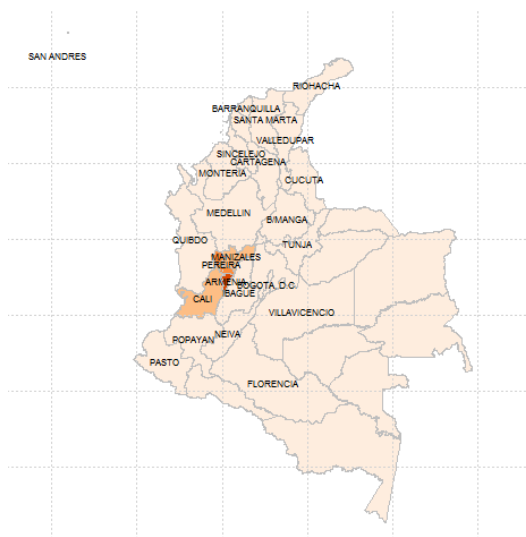 SAN ANDRES
RIOHACHA
BARRANQUILLA
SANTA MARTA
VALLEDUPAR
SINCELEJO
CARTAGENA
MONTERIA
CUCUTA
MEDELLIN
B/MANGA
QUIBDO
TUNJA
MANIZALES
PEREIRA
ARMENIA
BOGOTA, D.C.
IBAGUE
CALI
VILLAVICENCIO
NEIVA
POPAYAN
PASTO
FLORENCIA